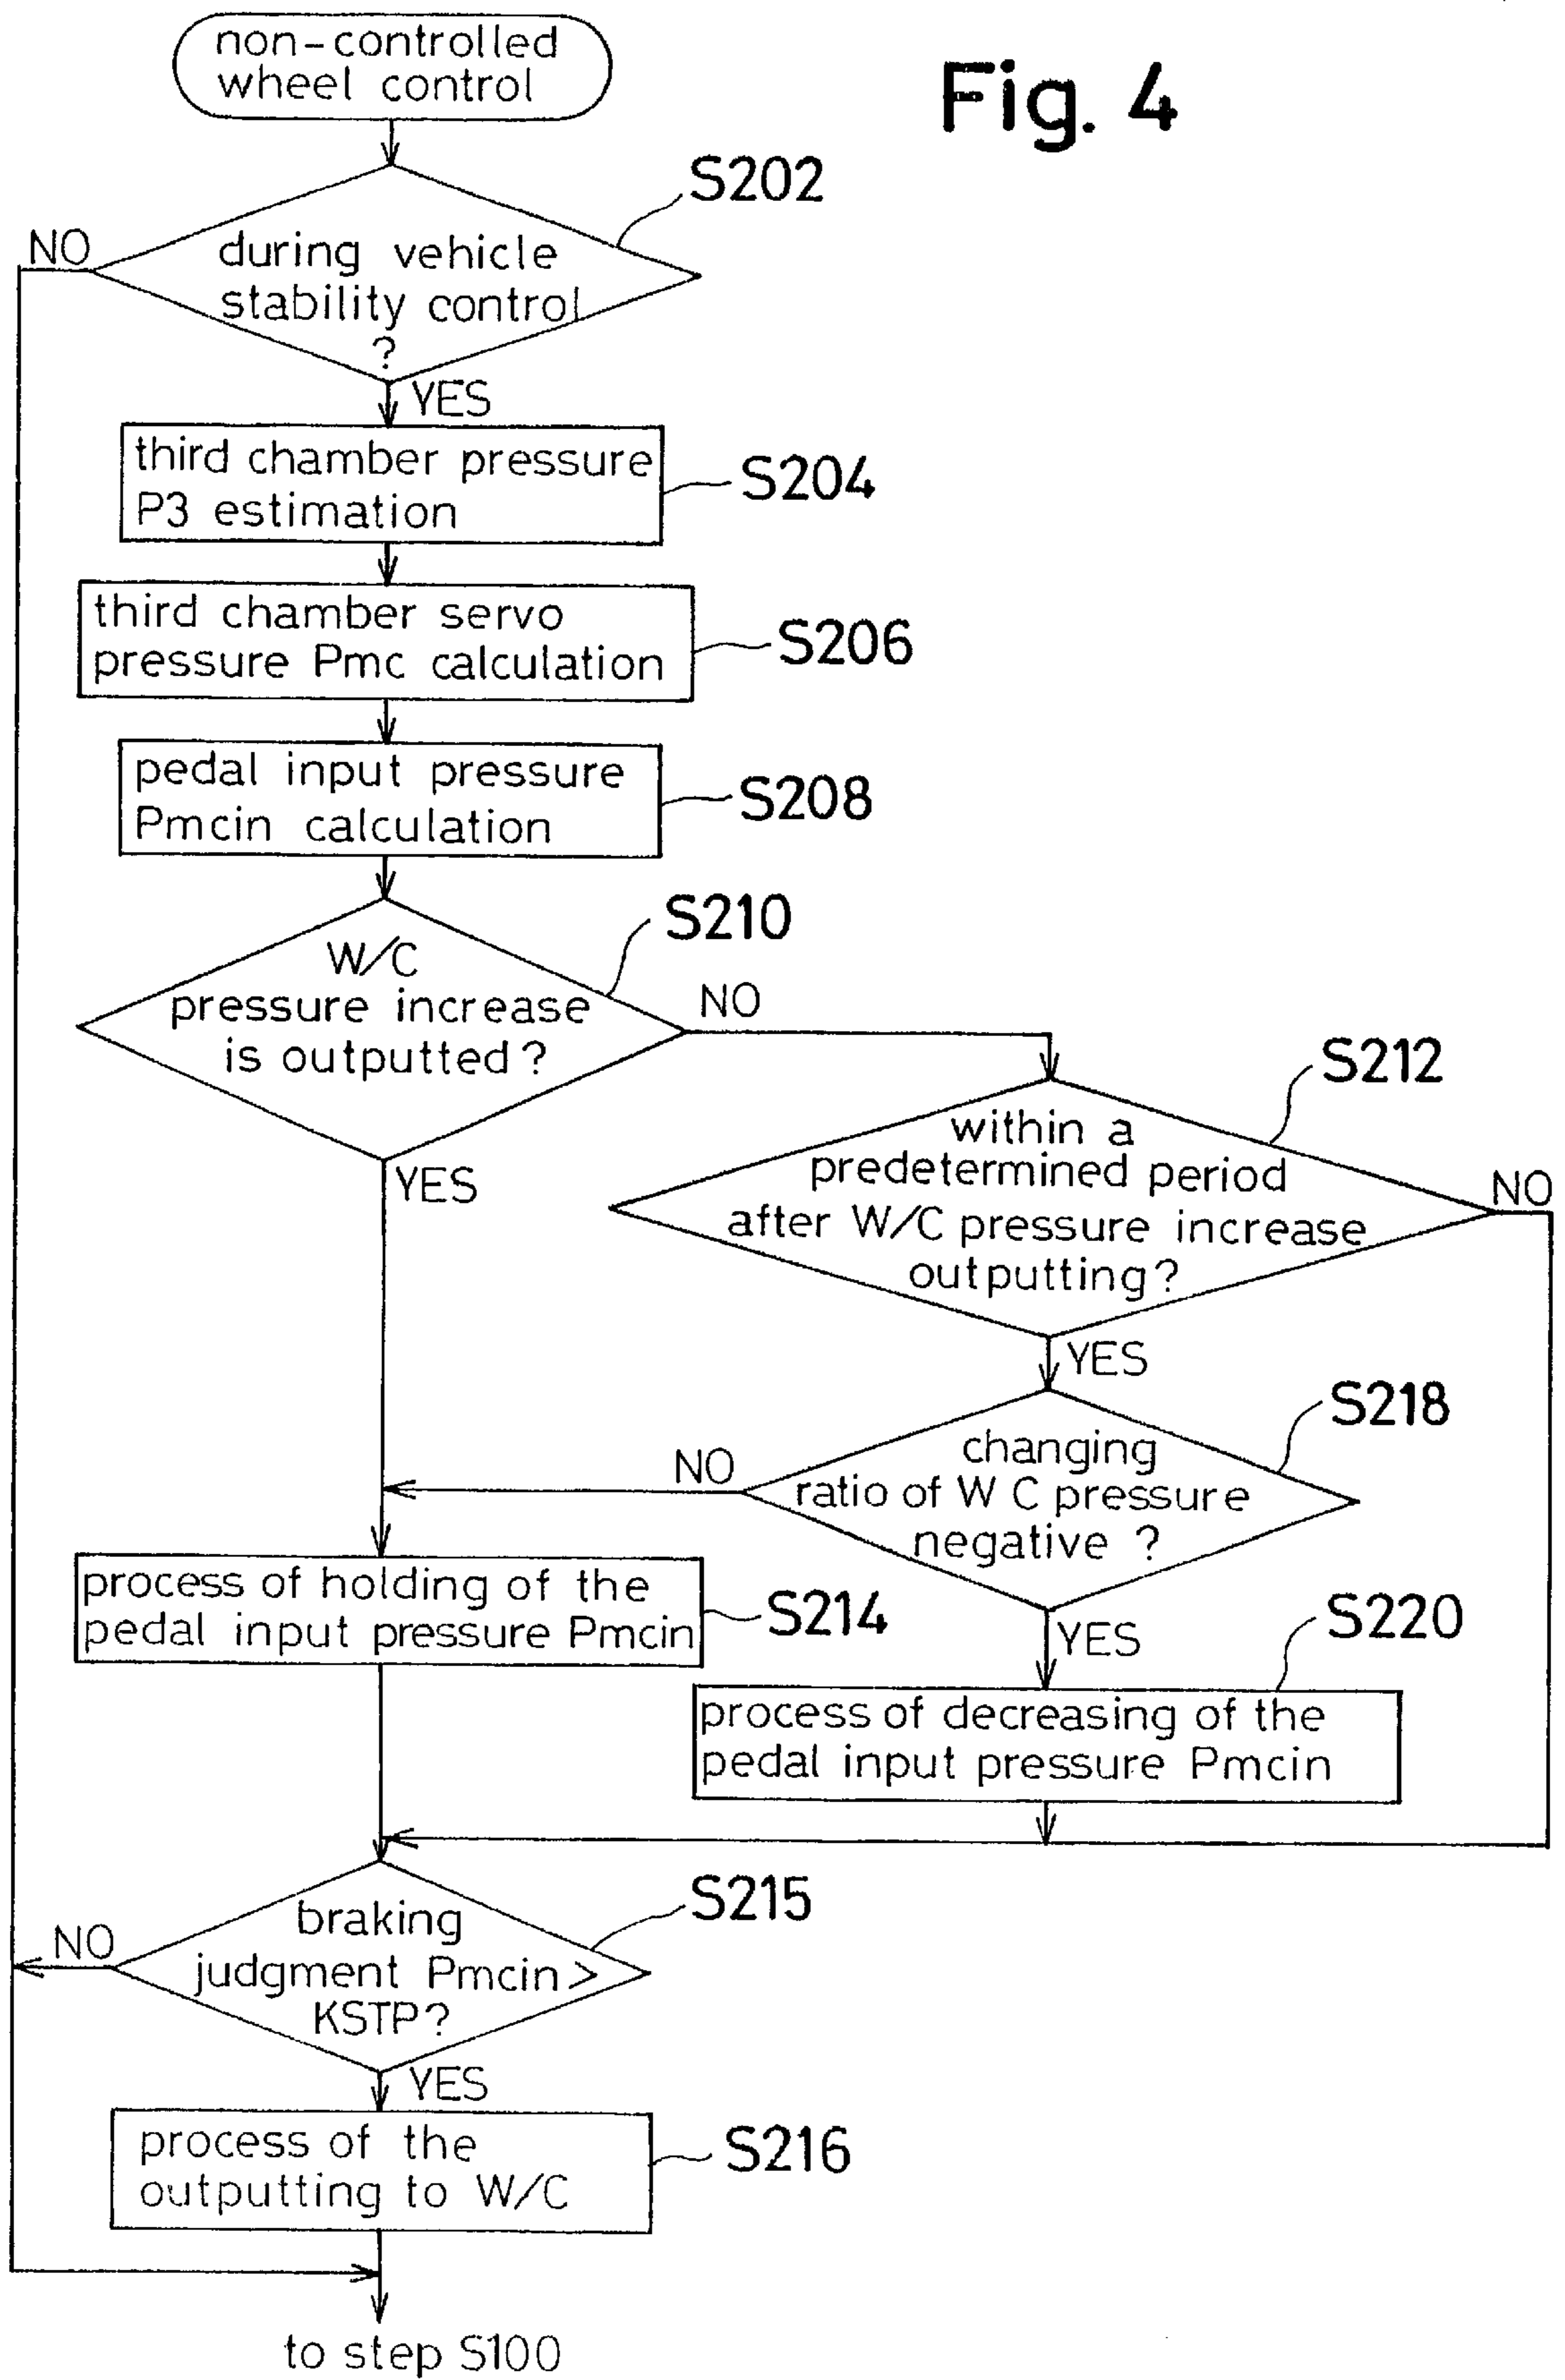 non-controlled
wheel control
Fig. 4
S202
NO
during vehicle
stability control
?
YES
third chamber pressure
P3 estimation
S204
third chamber servo
pressure Pmc calculation
S206
pedal input pressure
Pmcin calculation
S208
S210
W/C
pressure increase
is outputted?
NO
YES
S212
within a
predetermined period
after W/C pressure increase
outputting?
NO
YES
S218
changing
ratio of W C pressure
negative ?
NO
YES
process of holding of the
pedal input pressure Pmcin
S214
S220
process of decreasing of the
pedal input pressure Pmcin
S215
braking
judgment Pmcin >
KSTP?
NO
YES
process of the
outputting to W/C
S216
to step S100